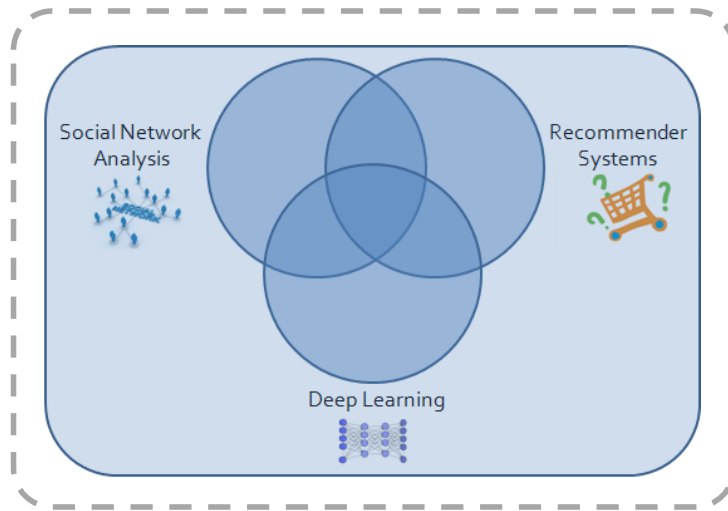 Social Network
Analysis
Recommender
Systems
Deep Learning